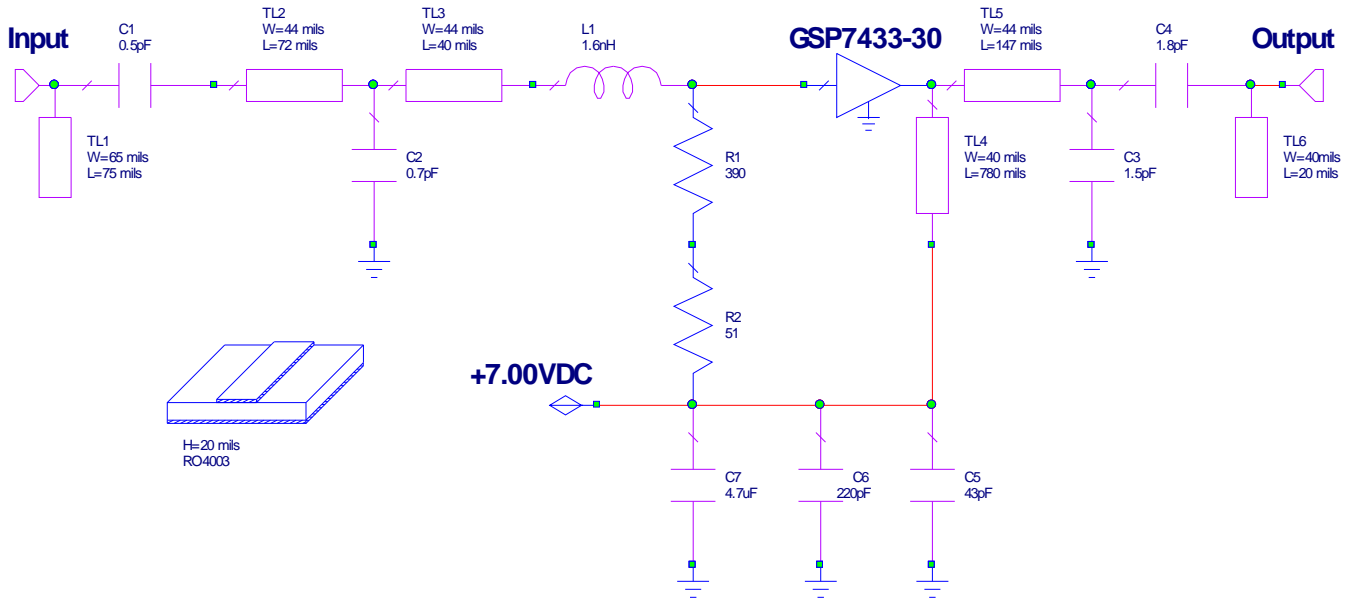 Input
C1
0.5pF
TL2
W=44 mils
L=72 mils
TL3
W=44 mils
L=40 mils
L1
1.6nH
GSP7433-30
TL5
W=44 mils
L=147 mils
C4
1.8pF
Output
TL1
W=65 mils
L=75 mils
C2
0.7pF
R1
390
TL4
W=40 mils
L=780 mils
C3
1.5pF
TL6
W=40mils
L=20 mils
R2
51
+7.00VDC
H=20 mils
RO4003
C7
4.7uF
C6
220pF
C5
43pF